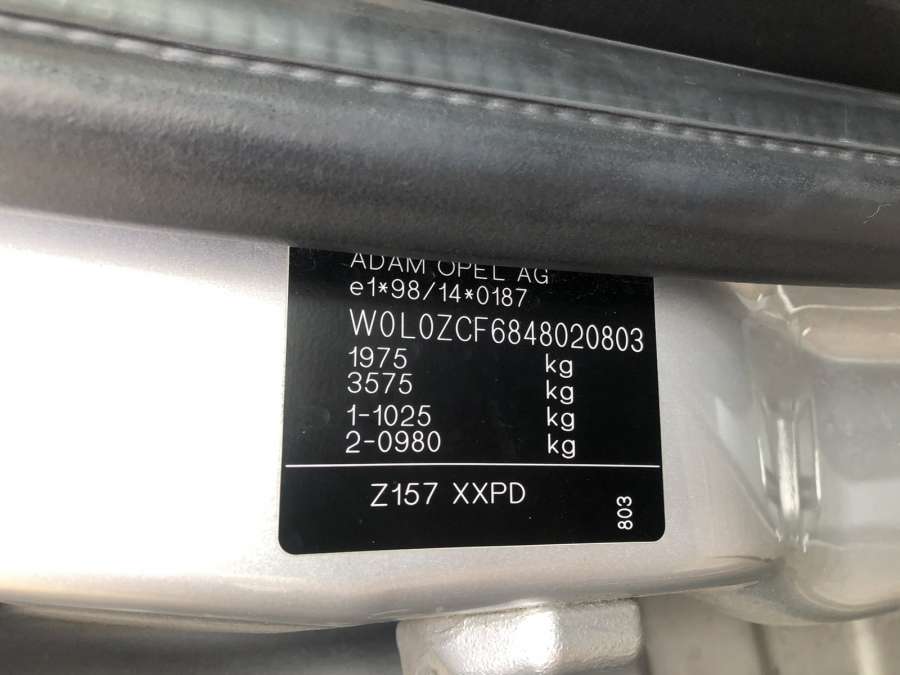 ADAM OPEL AG
e1*98/14*0187
W0L0ZCF6848020803
1975 kg
3575 kg
1-1025 kg
2-0980 kg
Z157 XXPD
803